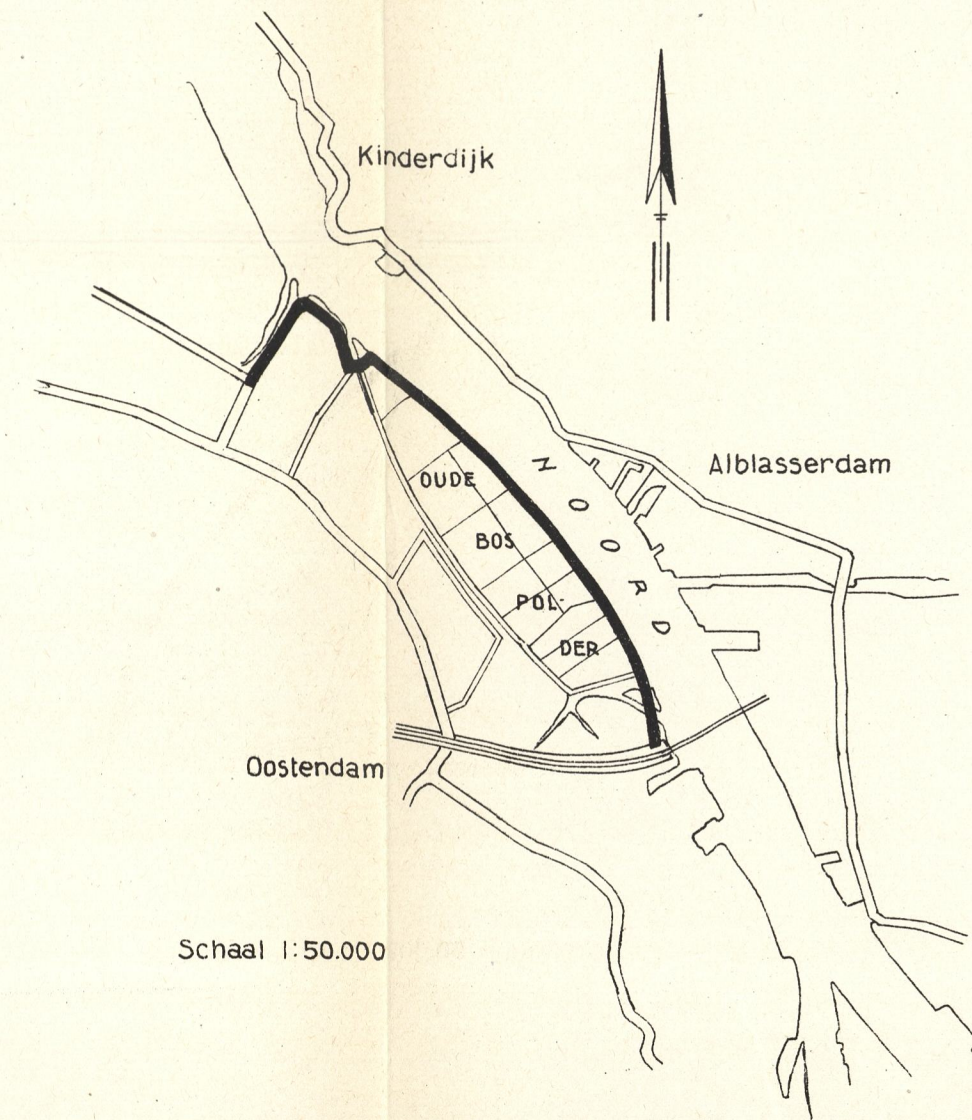 Kinderdijk
Alblasserdam
NOORD
OUDE
BOS
POL-
DER
Oostendam
Schaal 1:50.000